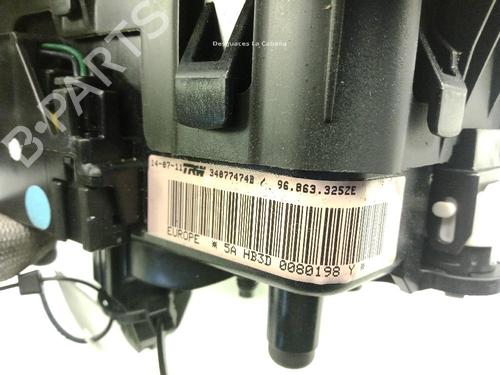 Desguaces La Cabaña
B-PARTS
14-07-11 TRW 34077474B 96.863.325ZE
EUROPE * 5A HB3D 0080198 Y *